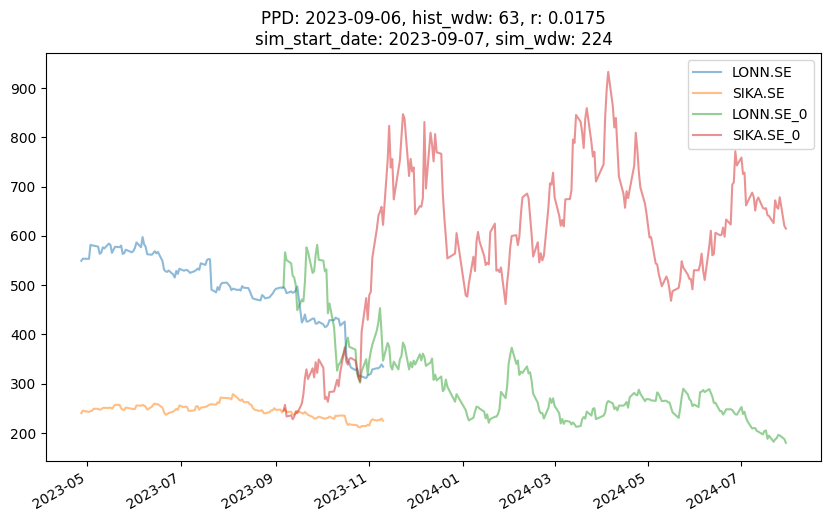 PPD: 2023-09-06, hist_wdw: 63, r: 0.0175
sim_start_date: 2023-09-07, sim_wdw: 224
LONN.SE
SIKA.SE
LONN.SE_0
SIKA.SE_0
900
800
700
600
500
400
300
200
2023-05
2023-07
2023-09
2023-11
2024-01
2024-03
2024-05
2024-07